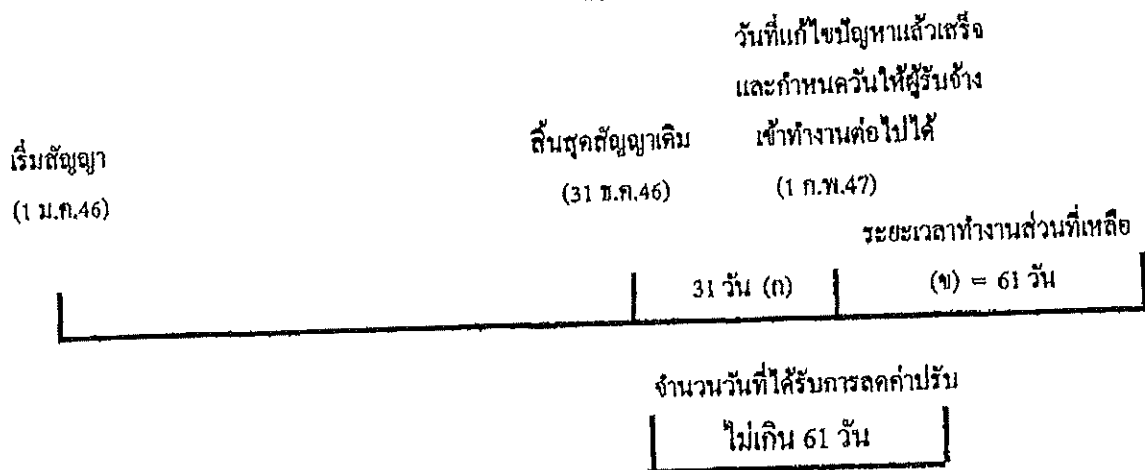 วันที่แก้ไขปัญหาแล้วเสร็จ
และกำหนดวันให้ผู้รับจ้าง
เข้าทำงานต่อไปได้
(1 ก.พ.47)
สิ้นสุดสัญญาเดิม
(31 ธ.ค.46)
เริ่มสัญญา
(1 ม.ค.46)
ระยะเวลาทำงานส่วนที่เหลือ
31 วัน (ก)
(ข) = 61 วัน
จำนวนวันที่ได้รับการลดค่าปรับ
ไม่เกิน 61 วัน